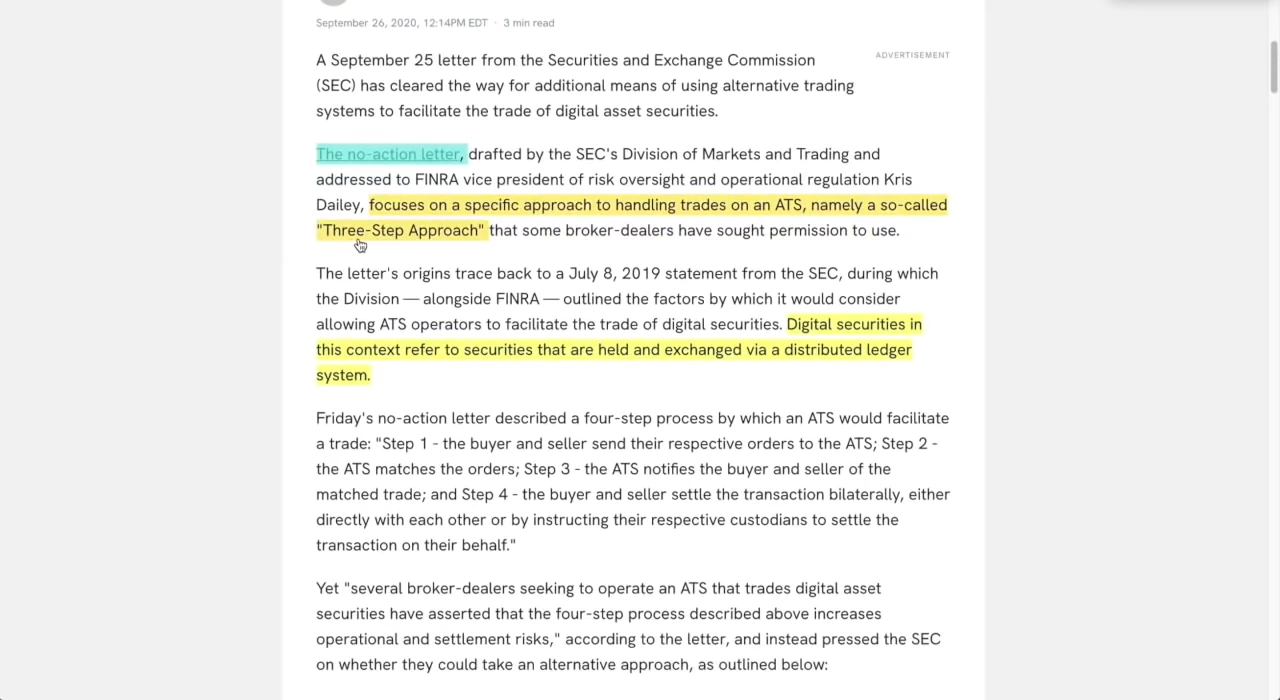 September 26, 2020, 12:14PM EDT · 3 min read
ADVERTISEMENT
A September 25 letter from the Securities and Exchange Commission
(SEC) has cleared the way for additional means of using alternative trading
systems to facilitate the trade of digital asset securities.
The no-action letter, drafted by the SEC's Division of Markets and Trading and
addressed to FINRA vice president of risk oversight and operational regulation Kris
Dailey, focuses on a specific approach to handling trades on an ATS, namely a so-called
"Three-Step Approach" that some broker-dealers have sought permission to use.
The letter's origins trace back to a July 8, 2019 statement from the SEC, during which
the Division — alongside FINRA — outlined the factors by which it would consider
allowing ATS operators to facilitate the trade of digital securities. Digital securities in
this context refer to securities that are held and exchanged via a distributed ledger
system.
Friday's no-action letter described a four-step process by which an ATS would facilitate
a trade: "Step 1 - the buyer and seller send their respective orders to the ATS; Step 2 -
the ATS matches the orders; Step 3 - the ATS notifies the buyer and seller of the
matched trade; and Step 4 - the buyer and seller settle the transaction bilaterally, either
directly with each other or by instructing their respective custodians to settle the
transaction on their behalf."
Yet "several broker-dealers seeking to operate an ATS that trades digital asset
securities have asserted that the four-step process described above increases
operational and settlement risks," according to the letter, and instead pressed the SEC
on whether they could take an alternative approach, as outlined below: